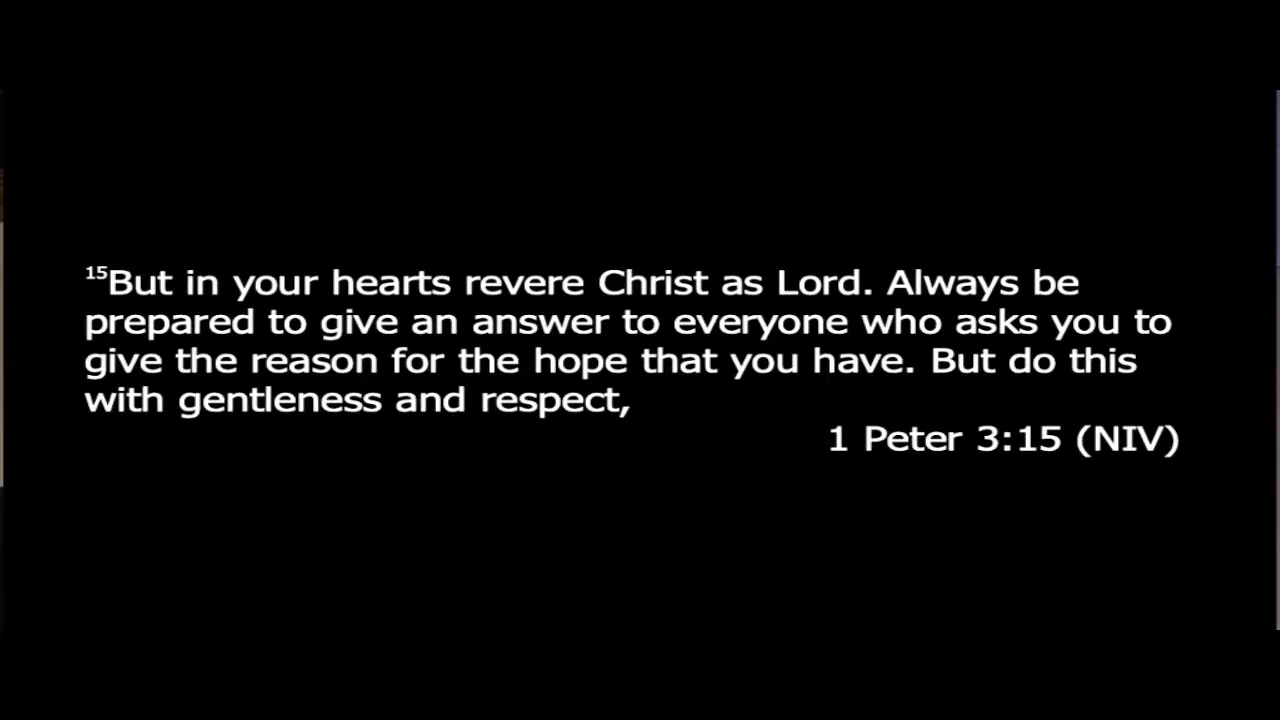 ¹⁵But in your hearts revere Christ as Lord. Always be
prepared to give an answer to everyone who asks you to
give the reason for the hope that you have. But do this
with gentleness and respect,
1 Peter 3:15 (NIV)